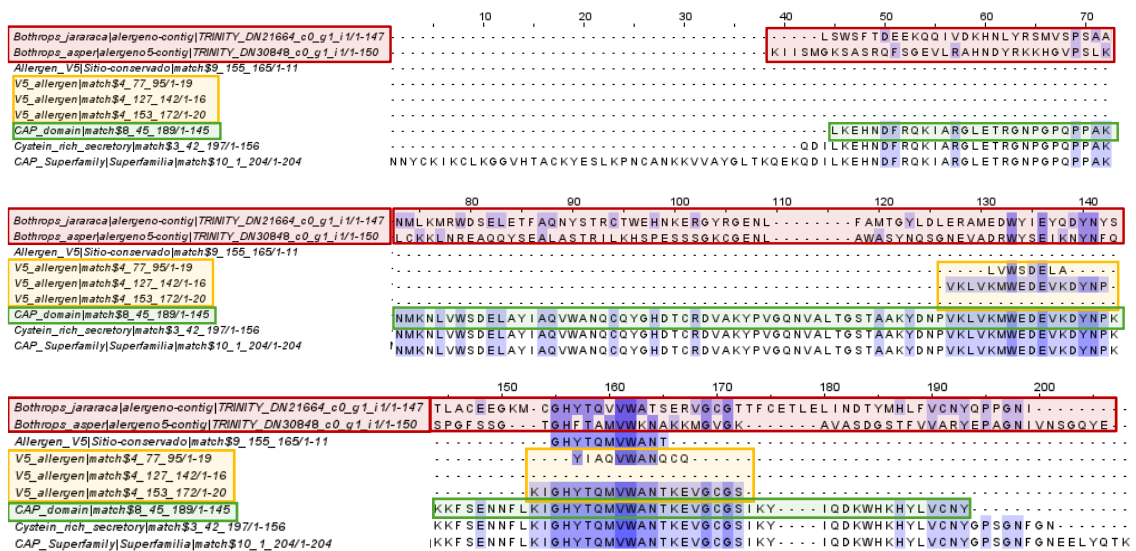 10 20 30 40 50 60 70
Bothrops_jararaca|alergeno-contig|TRINITY_DN21664_c0_g1_i1/1-147 LSWSFTDEEKQQIVDKHNLYRSMVSPSAA
Bothrops_asper|alergeno5-contig|TRINITY_DN30848_c0_g1_i1/1-150 KIISMGKSASRQFSGEVLRAHNDYRKKHGVPSLK
Allergen_V5|Sitio-conservado|match$9_155_165/1-11
V5_allergen|match$4_77_95/1-19
V5_allergen|match$4_127_142/1-16
V5_allergen|match$4_153_172/1-20
CAP_domain|match$8_45_189/1-145 LKEHNDFRQKIARGLETRGNPGPQPPAK
Cystein_rich_secretory|match$3_42_197/1-156 QDILKEHNDFRQKIARGLETRGNPGPQPPAK
CAP_Superfamily|Superfamilia|match$10_1_204/1-204 NNYCKIKCLKGGVHTACKYESLKPNCANKKVVAYGLTKQEKQDILKEHNDFRQKIARGLETRGNPGPQPPAK
80 90 100 110 120 130 140
Bothrops_jararaca|alergeno-contig|TRINITY_DN21664_c0_g1_i1/1-147 NMLKMRWDSELETFAQNYSTRCTWEHNKERGYRGENL.......FAMTGYLDLERAMEDWYIEYQDYNYS
Bothrops_asper|alergeno5-contig|TRINITY_DN30848_c0_g1_i1/1-150 LCKKLNREAQQYSEALASTRILKHSPESSSGKCGENL.......AWASYNQSGNEVADRWYSEIKNYNFQ
Allergen_V5|Sitio-conservado|match$9_155_165/1-11
V5_allergen|match$4_77_95/1-19 LVWSDELA
V5_allergen|match$4_127_142/1-16 VKLVKMWEDEVKDYNP
V5_allergen|match$4_153_172/1-20
CAP_domain|match$8_45_189/1-145 NMKNLVWSDELAYIAQVWANQCQYGHDTCRDVAKYPVGQNVALTGSTAAKYDNPVKLVKMWEDEVKDYNPK
Cystein_rich_secretory|match$3_42_197/1-156 NMKNLVWSDELAYIAQVWANQCQYGHDTCRDVAKYPVGQNVALTGSTAAKYDNPVKLVKMWEDEVKDYNPK
CAP_Superfamily|Superfamilia|match$10_1_204/1-204 NMKNLVWSDELAYIAQVWANQCQYGHDTCRDVAKYPVGQNVALTGSTAAKYDNPVKLVKMWEDEVKDYNPK
150 160 170 180 190 200
Bothrops_jararaca|alergeno-contig|TRINITY_DN21664_c0_g1_i1/1-147 TLACEEGKM.CGHYTQVVWATSERVGCGTTFCETLELINDTYMHLFVCNYQPPGNI
Bothrops_asper|alergeno5-contig|TRINITY_DN30848_c0_g1_i1/1-150 SPGFSSG...TGHFTAMVWKNAKKMGVGK......AVASDGSTFVVARYEPAGNIVNSGQYE
Allergen_V5|Sitio-conservado|match$9_155_165/1-11 GHYTQMVWANT
V5_allergen|match$4_77_95/1-19 YIAQVWANQCQ
V5_allergen|match$4_127_142/1-16
V5_allergen|match$4_153_172/1-20 KIGHYTQMVWANTKEVGCGS
CAP_domain|match$8_45_189/1-145 KKFSENNFLKIGHYTQMVWANTKEVGCGSIKY....IQDKWHKHYLVCNY
Cystein_rich_secretory|match$3_42_197/1-156 KKFSENNFLKIGHYTQMVWANTKEVGCGSIKY....IQDKWHKHYLVCNYGPSGNFGN
CAP_Superfamily|Superfamilia|match$10_1_204/1-204 KKFSENNFLKIGHYTQMVWANTKEVGCGSIKY....IQDKWHKHYLVCNYGPSGNFGNEELYQTK